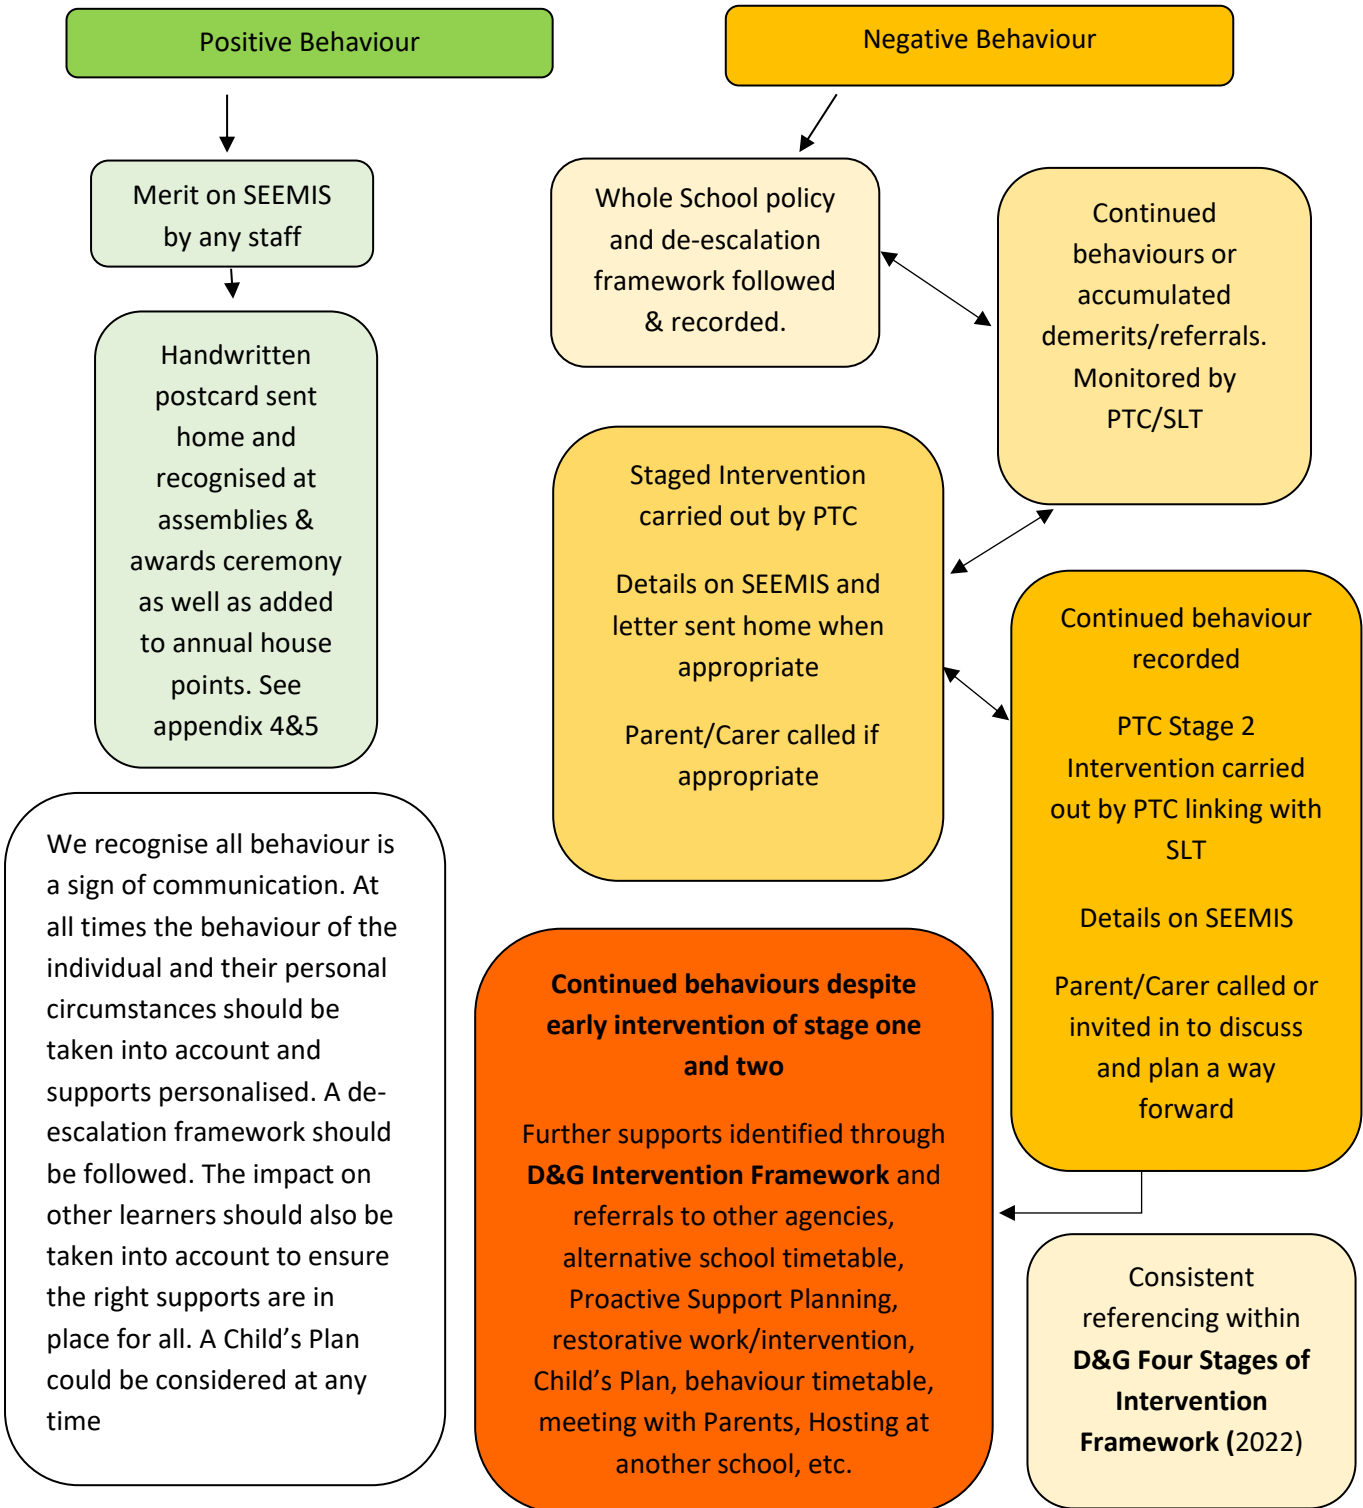 Positive Behaviour
Merit on SEEMIS
by any staff
Handwritten
postcard sent
home and
recognised at
assemblies &
awards ceremony
as well as added
to annual house
points. See
appendix 4&5
We recognise all behaviour is
a sign of communication. At
all times the behaviour of the
individual and their personal
circumstances should be
taken into account and
supports personalised. A de-
escalation framework should
be followed. The impact on
other learners should also be
taken into account to ensure
the right supports are in
place for all. A Child’s Plan
could be considered at any
time
Negative Behaviour
Whole School policy
and de-escalation
framework followed
& recorded.
Continued
behaviours or
accumulated
demerits/referrals.
Monitored by
PTC/SLT
Staged Intervention
carried out by PTC
Details on SEEMIS and
letter sent home when
appropriate
Parent/Carer called if
appropriate
Continued behaviour
recorded
PTC Stage 2
Intervention carried
out by PTC linking with
SLT
Details on SEEMIS
Parent/Carer called or
invited in to discuss
and plan a way
forward
Continued behaviours despite
early intervention of stage one
and two
Further supports identified through
D&G Intervention Framework and
referrals to other agencies,
alternative school timetable,
Proactive Support Planning,
restorative work/intervention,
Child’s Plan, behaviour timetable,
meeting with Parents, Hosting at
another school, etc.
Consistent
referencing within
D&G Four Stages of
Intervention
Framework (2022)